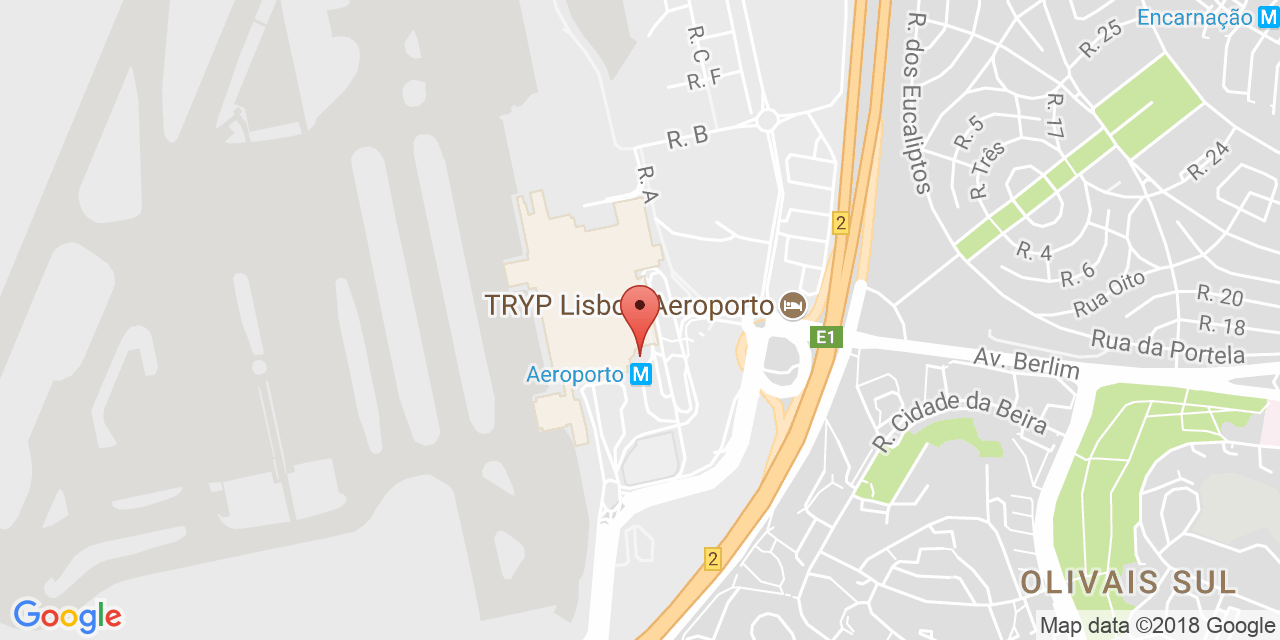 Encarnação M
R. 25
R. C
R. dos Eucaliptos
R. F
R. 17
R. 5
R. B
R. Três
R. 24
R. A
2
R. 4
R. 6
Rua Oito
R. 20
TRYP Lisbo Aeroporto
R. 18
E1
Rua da Portela
Av. Berlim
Aeroporto M
R. Cidade da Beira
2
OLIVAIS SUL
Google
Map data ©2018 Google